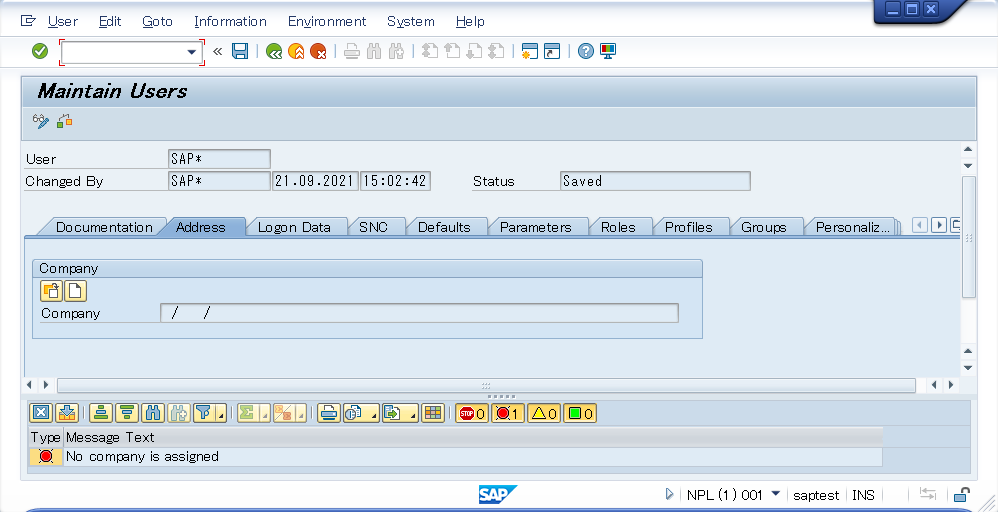 User Edit Goto Information Environment System Help
Maintain Users
User SAP*
Changed By SAP* 21.09.2021 15:02:42 Status Saved
Documentation Address Logon Data SNC Defaults Parameters Roles Profiles Groups Personaliz...
Company
Company / /
STOP 0 1 0 0
Type Message Text
No company is assigned
SAP NPL (1) 001 saptest INS